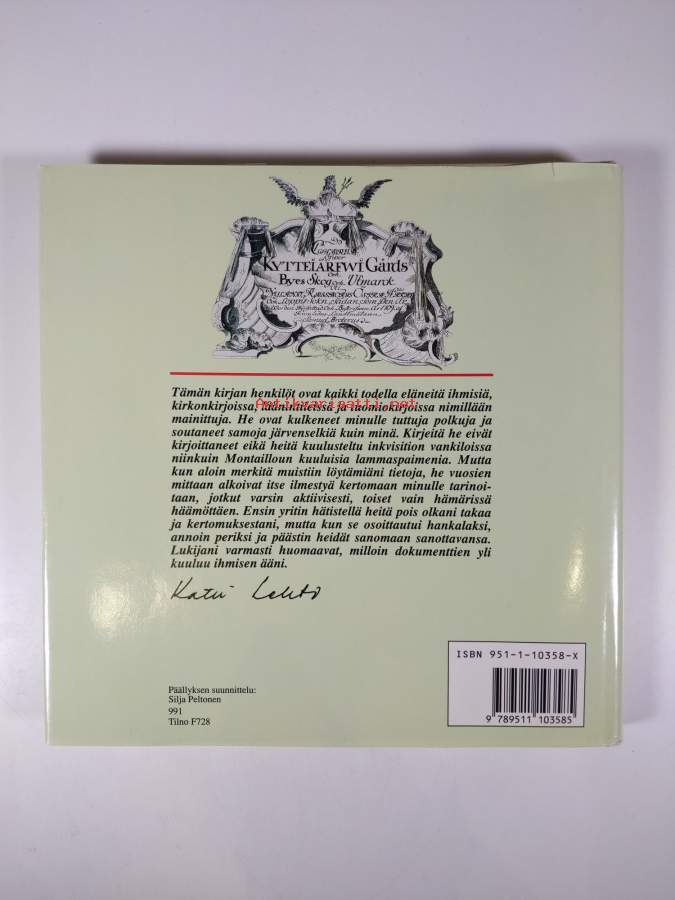 KYTTEIÄRFWI Gårds
Byes Skog och Utmarck
Tämän kirjan henkilöt ovat kaikki todella eläneitä ihmisiä,
kirkonkirjoissa, läänintileissä ja tuomiokirjoissa nimillään
Antikvariaatti.net
mainittuja. He ovat kulkeneet minulle tuttuja polkuja ja
soutaneet samoja järvenselkiä kuin minä. Kirjeitä he eivät
kirjoittaneet eikä heitä kuulusteltu inkvisition vankiloissa
niinkuin Montailloun kuuluisia lammaspaimenia. Mutta
kun aloin merkitä muistiin löytämiäni tietoja, he vuosien
mittaan alkoivat itse ilmestyä kertomaan minulle tarinoi-
taan, jotkut varsin aktiivisesti, toiset vain hämärissä
häämöttäen. Ensin yritin hätistellä heitä pois olkani takaa
ja kertomuksestani, mutta kun se osoittautui hankalaksi,
annoin periksi ja päästin heidät sanomaan sanottavansa.
Lukijani varmasti huomaavat, milloin dokumenttien yli
kuuluu ihmisen ääni.
Katri Lehto
ISBN 951-1-10358-X
9 789511 103585
Päällyksen suunnittelu:
Silja Peltonen
991
Tilno F728